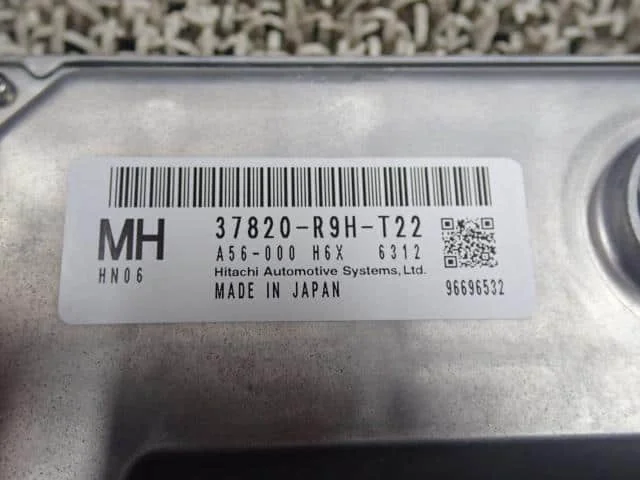 MH
37820-R9H-T22
A56-000 H6X 6312
HN06
Hitachi Automotive Systems, Ltd.
MADE IN JAPAN
96696532